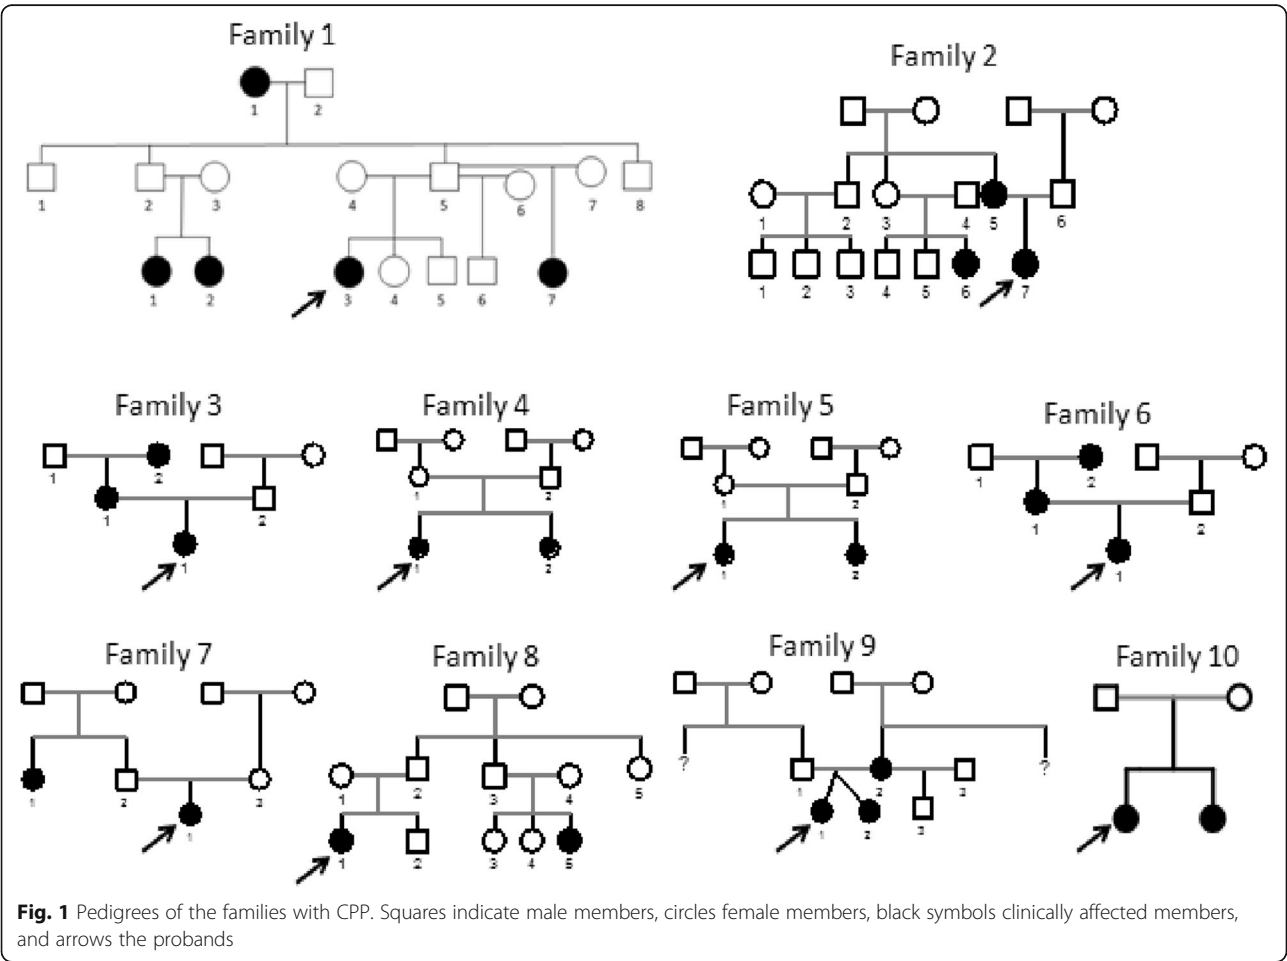 Family 1
1 2
1 2 3 4 5 6 7 8
1 2 3 4 5 6 7
Family 2
1 2 3 4 5 6
1 2 3 4 5 6 7
Family 3
1 2
1 2
1
Family 4
1 2
1 2
Family 5
1 2
1 2
Family 6
1 2
1 2
1
Family 7
1 2 3
1
Family 8
1 2 3 4 5
1 2 3 4 5
Family 9
? ?
1 2 3
1 2 3
Family 10
Fig. 1 Pedigrees of the families with CPP. Squares indicate male members, circles female members, black symbols clinically affected members,
and arrows the probands